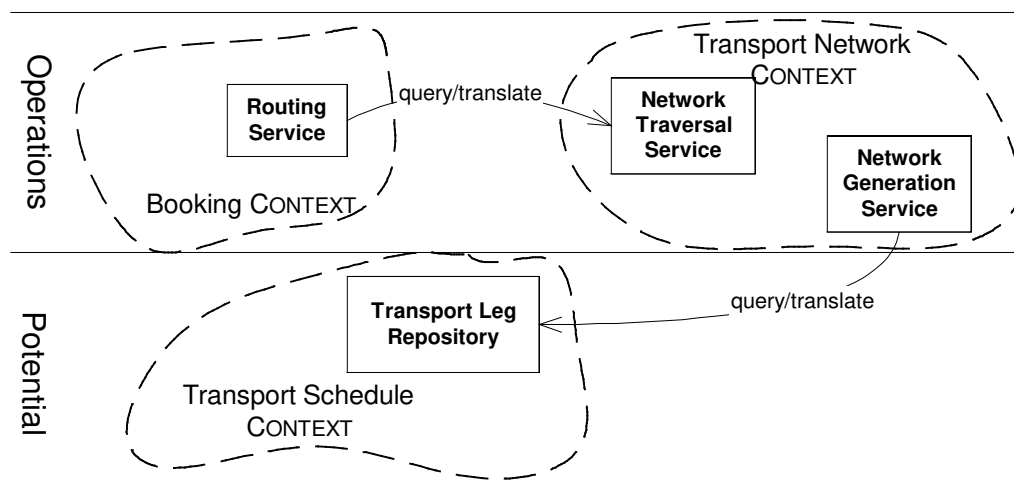 Operations
Routing
Service
Booking CONTEXT
query/translate
Transport Network
CONTEXT
Network
Traversal
Service
Network
Generation
Service
Potential
Transport Leg
Repository
Transport Schedule
CONTEXT
query/translate